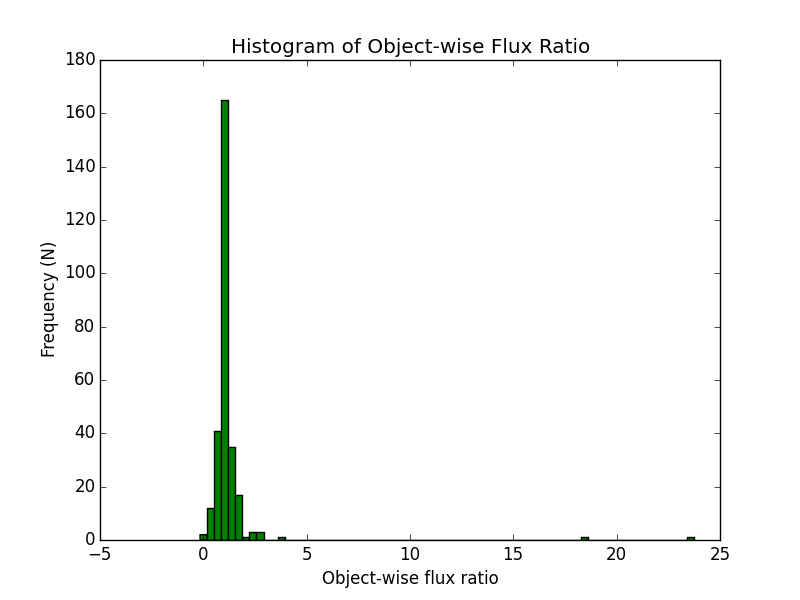 Histogram of Object-wise Flux Ratio
180
160
140
120
100
80
60
40
20
0
Frequency (N)
−5 0 5 10 15 20 25
Object-wise flux ratio